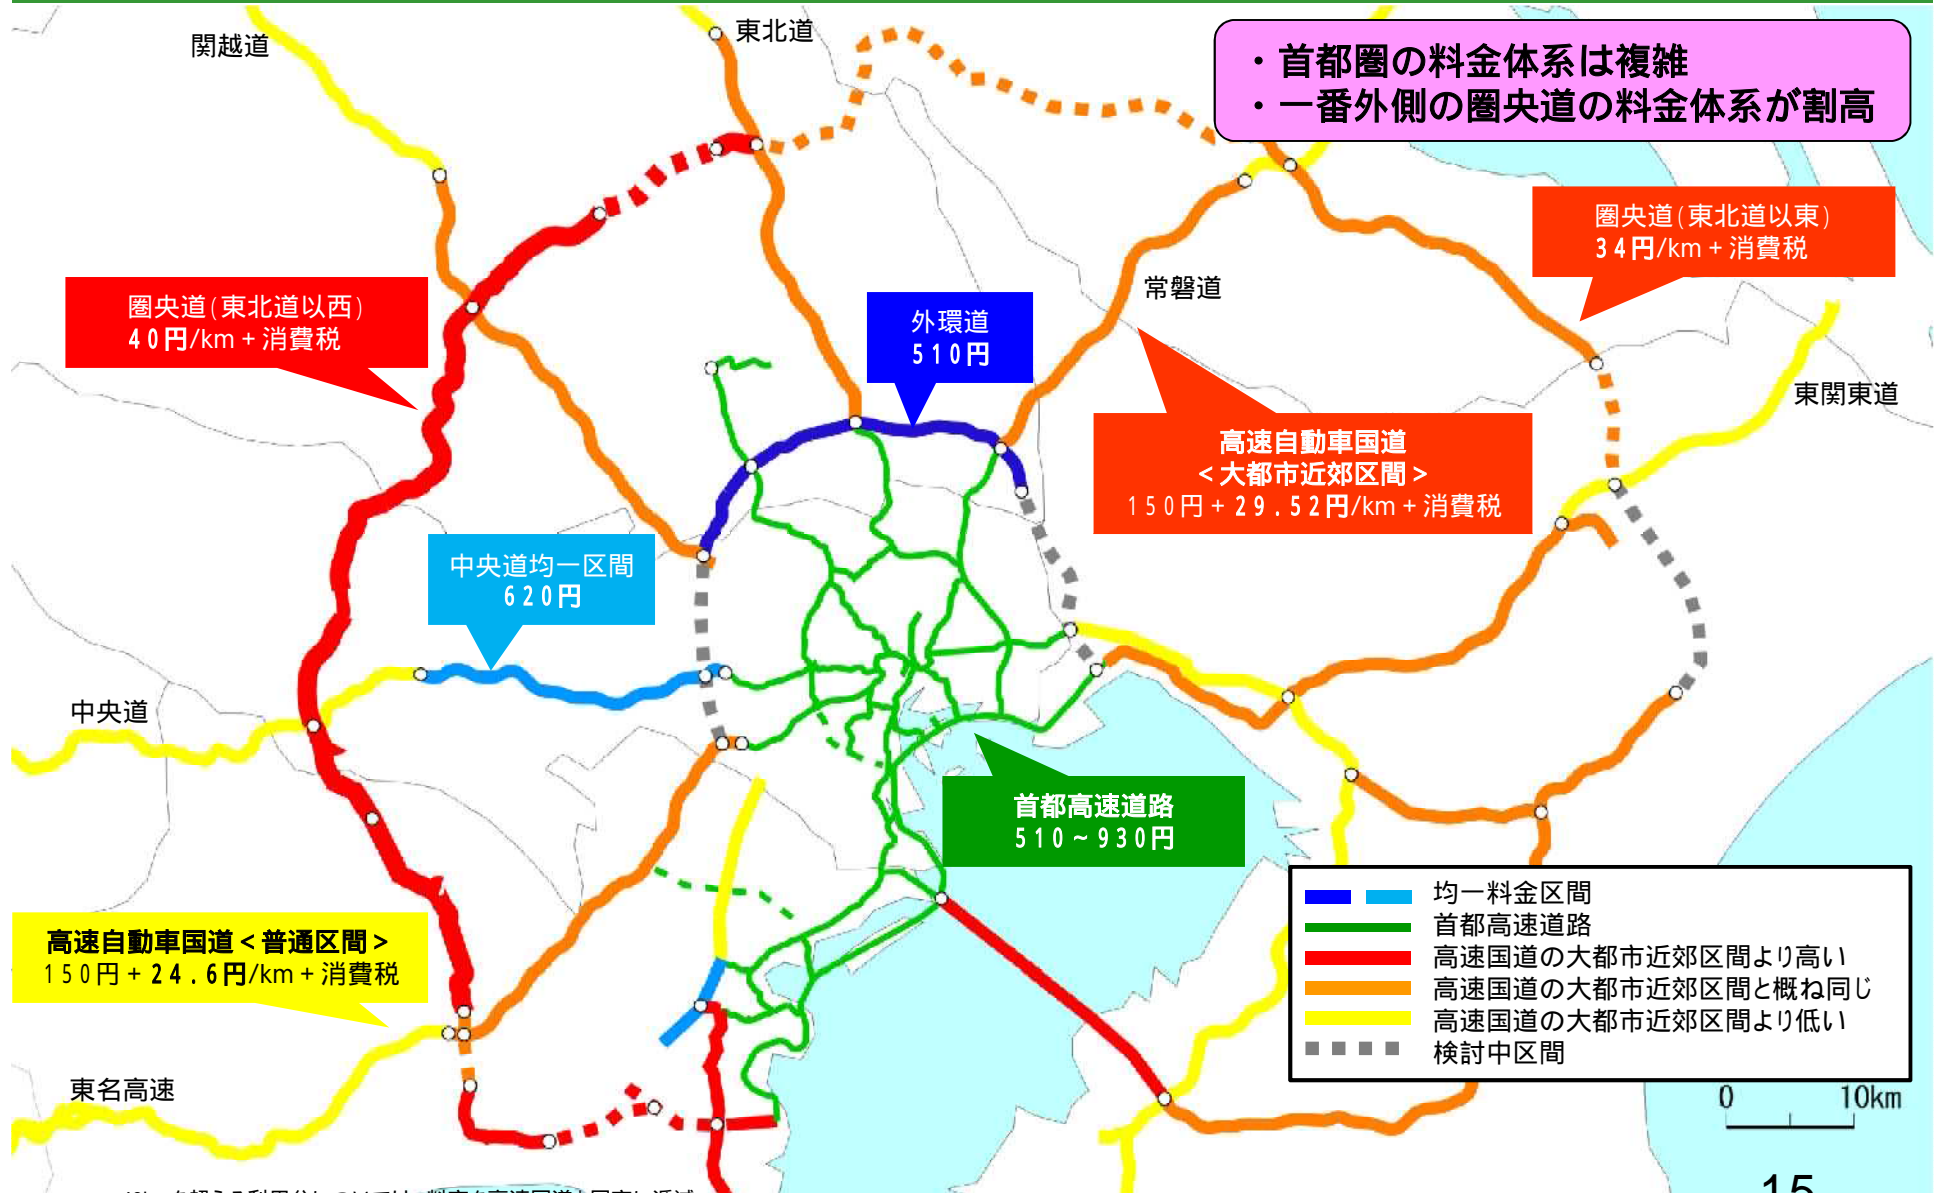 関越道
東北道
・首都圏の料金体系は複雑
・一番外側の圏央道の料金体系が割高
圏央道(東北道以東)
34円/km+消費税
圏央道(東北道以西)
40円/km+消費税
外環道
510円
常磐道
東関東道
高速自動車国道
<大都市近郊区間>
150円+29.52円/km+消費税
中央道均一区間
620円
中央道
首都高速道路
510~930円
高速自動車国道<普通区間>
150円+24.6円/km+消費税
東名高速
均一料金区間
首都高速道路
高速国道の大都市近郊区間より高い
高速国道の大都市近郊区間と概ね同じ
高速国道の大都市近郊区間より低い
検討中区間
0 10km
15